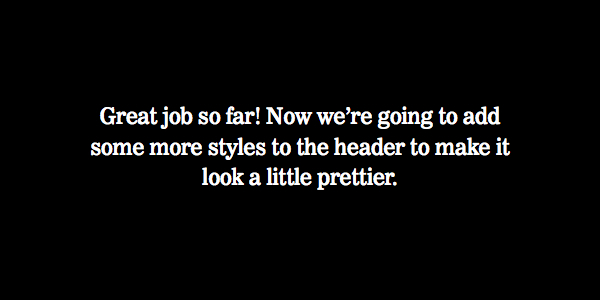 Great job so far! Now we’re going to add
some more styles to the header to make it
look a little prettier.